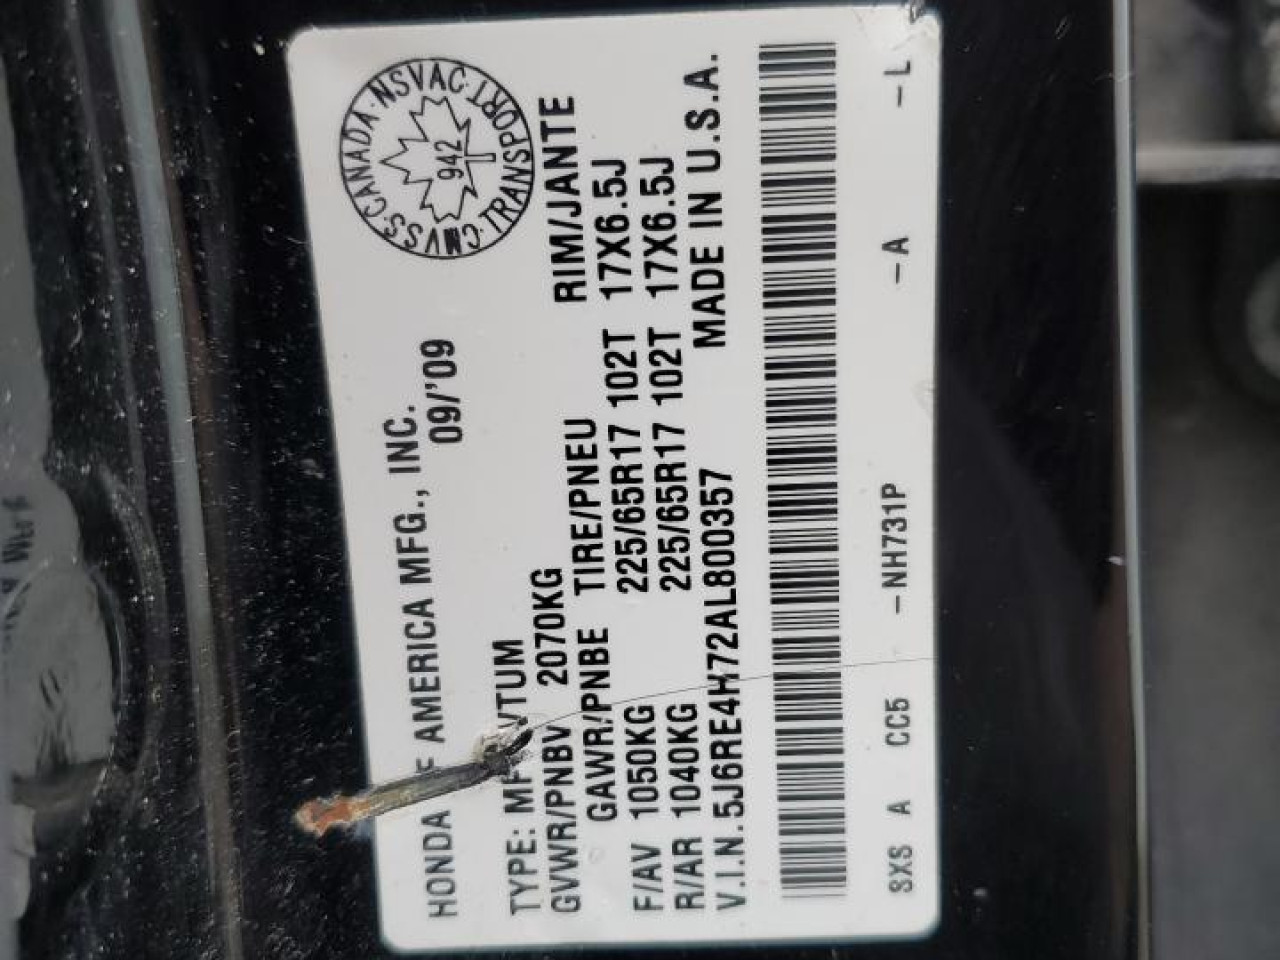 HONDA OF AMERICA MFG., INC.
09/'09
CMVSS·CANADA·NSVAC·TRANSPORT
942
VTUM
TYPE:
GVWR/PNBV 2070KG
GAWR/PNBE TIRE/PNEU RIM/JANTE
F/AV 1050KG 225/65R17 102T 17X6.5J
R/AR 1040KG 225/65R17 102T 17X6.5J
MADE IN U.S.A.
V.I.N. 5J6RE4H72AL800357
SXS A CC5 -NH731P -A -L